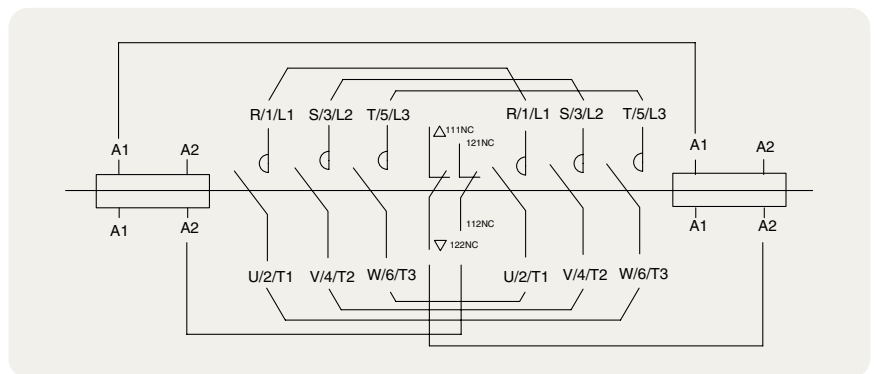 R/1/L1 S/3/L2 T/5/L3 R/1/L1 S/3/L2 T/5/L3
△111NC
121NC
A1 A2 A1 A2
A1 A2 A1 A2
112NC
▽ 122NC
U/2/T1 V/4/T2 W/6/T3 U/2/T1 V/4/T2 W/6/T3